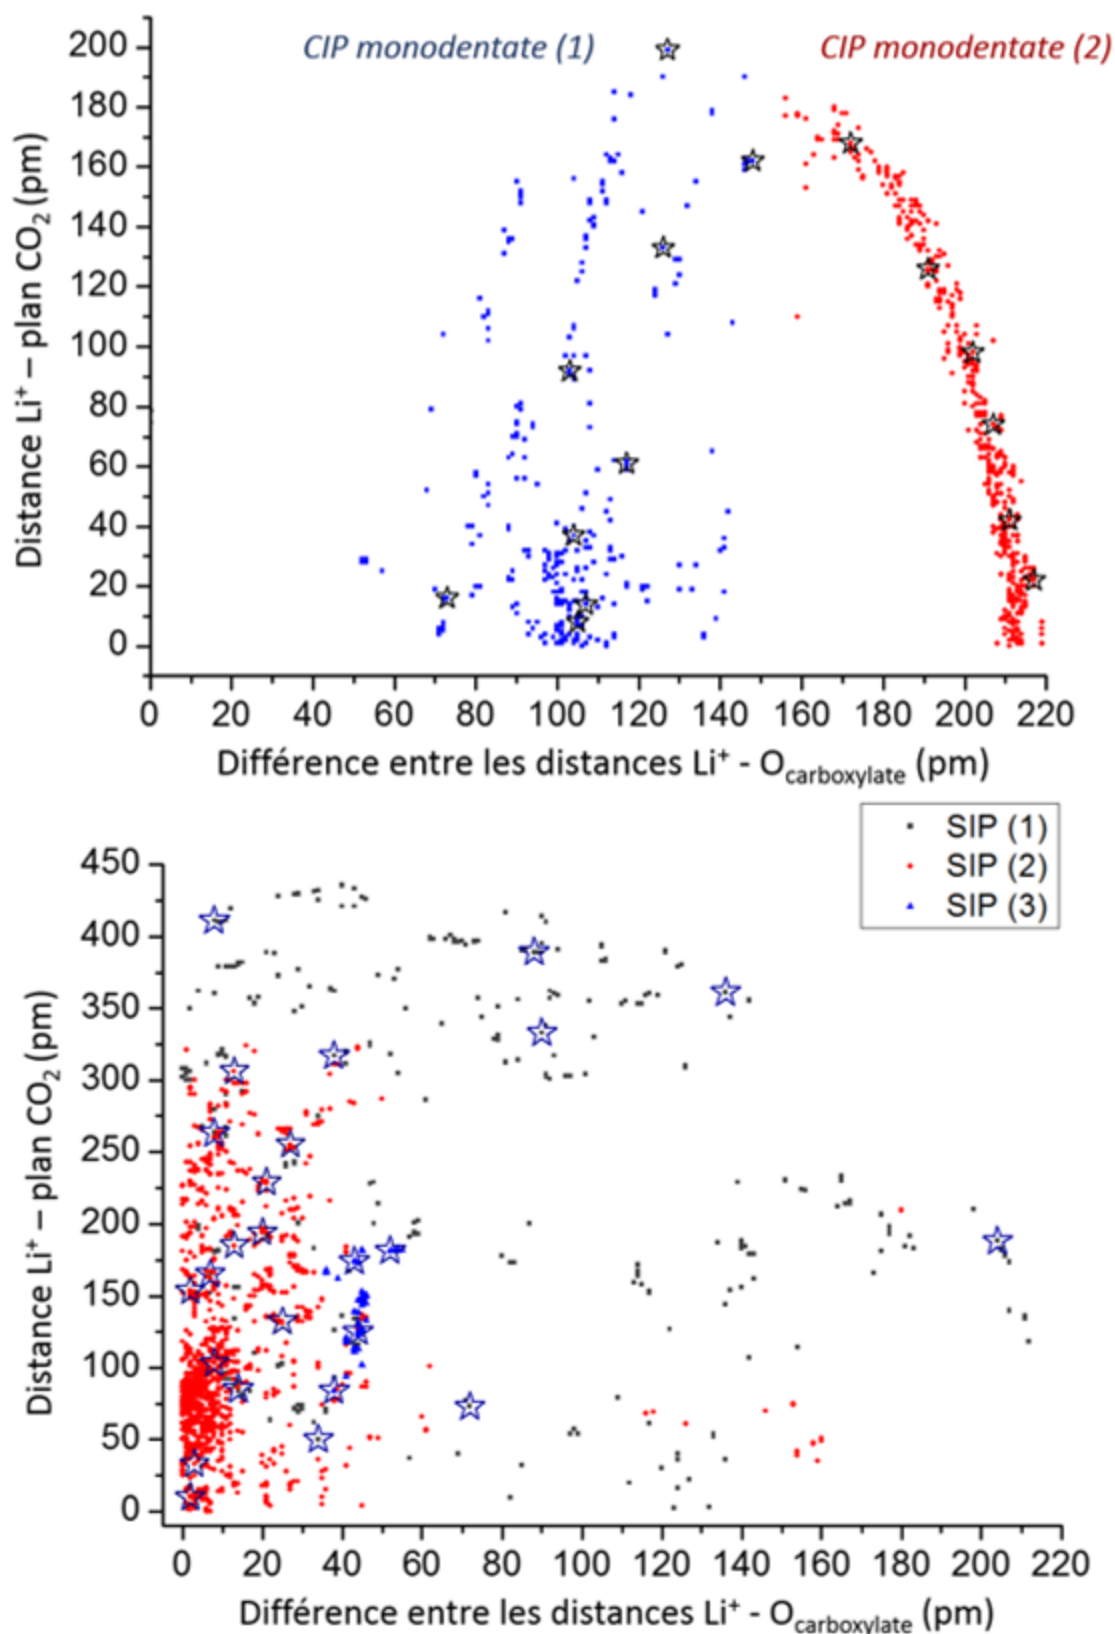 CIP monodentate (1)
CIP monodentate (2)
Distance Li⁺ – plan CO₂ (pm)
200
180
160
140
120
100
80
60
40
20
0
0 20 40 60 80 100 120 140 160 180 200 220
Différence entre les distances Li⁺ - O carboxylate (pm)
SIP (1)
SIP (2)
SIP (3)
Distance Li⁺ – plan CO₂ (pm)
450
400
350
300
250
200
150
100
50
0
0 20 40 60 80 100 120 140 160 180 200 220
Différence entre les distances Li⁺ - O carboxylate (pm)